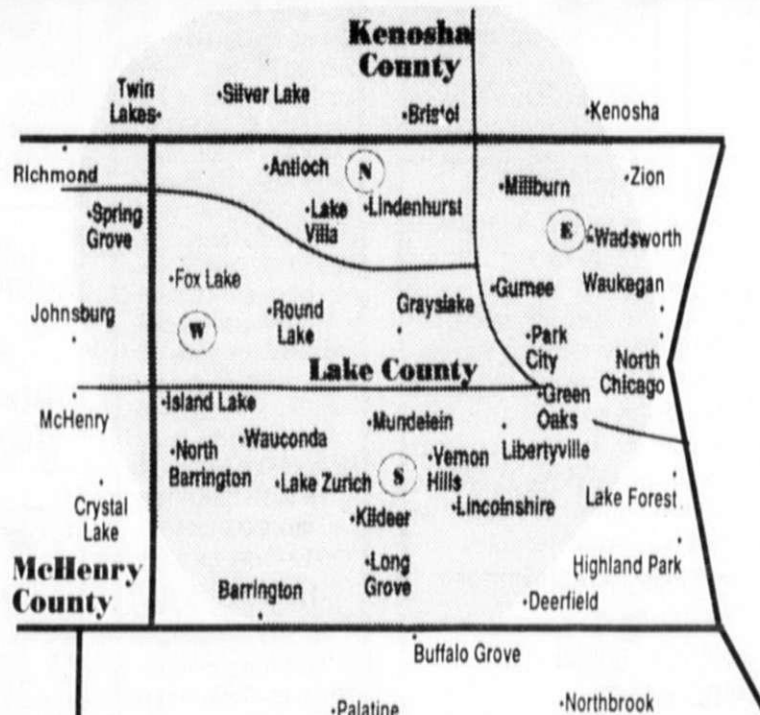 Kenosha
County
Twin
Lakes
Silver Lake
Bristol
Kenosha
Richmond
Antioch
N
Millburn
Zion
Spring
Grove
Lake
Villa
Lindenhurst
E
Wadsworth
Fox Lake
Gurnee
Waukegan
Johnsburg
W
Round
Lake
Grayslake
Park
City
North
Chicago
Lake County
McHenry
Island Lake
Mundelein
Green
Oaks
North
Barrington
Wauconda
Vernon
Hills
Libertyville
Crystal
Lake
Lake Zurich
S
Lincolnshire
Lake Forest
Kildeer
McHenry
County
Long
Grove
Highland Park
Barrington
Deerfield
Buffalo Grove
Palatine
Northbrook